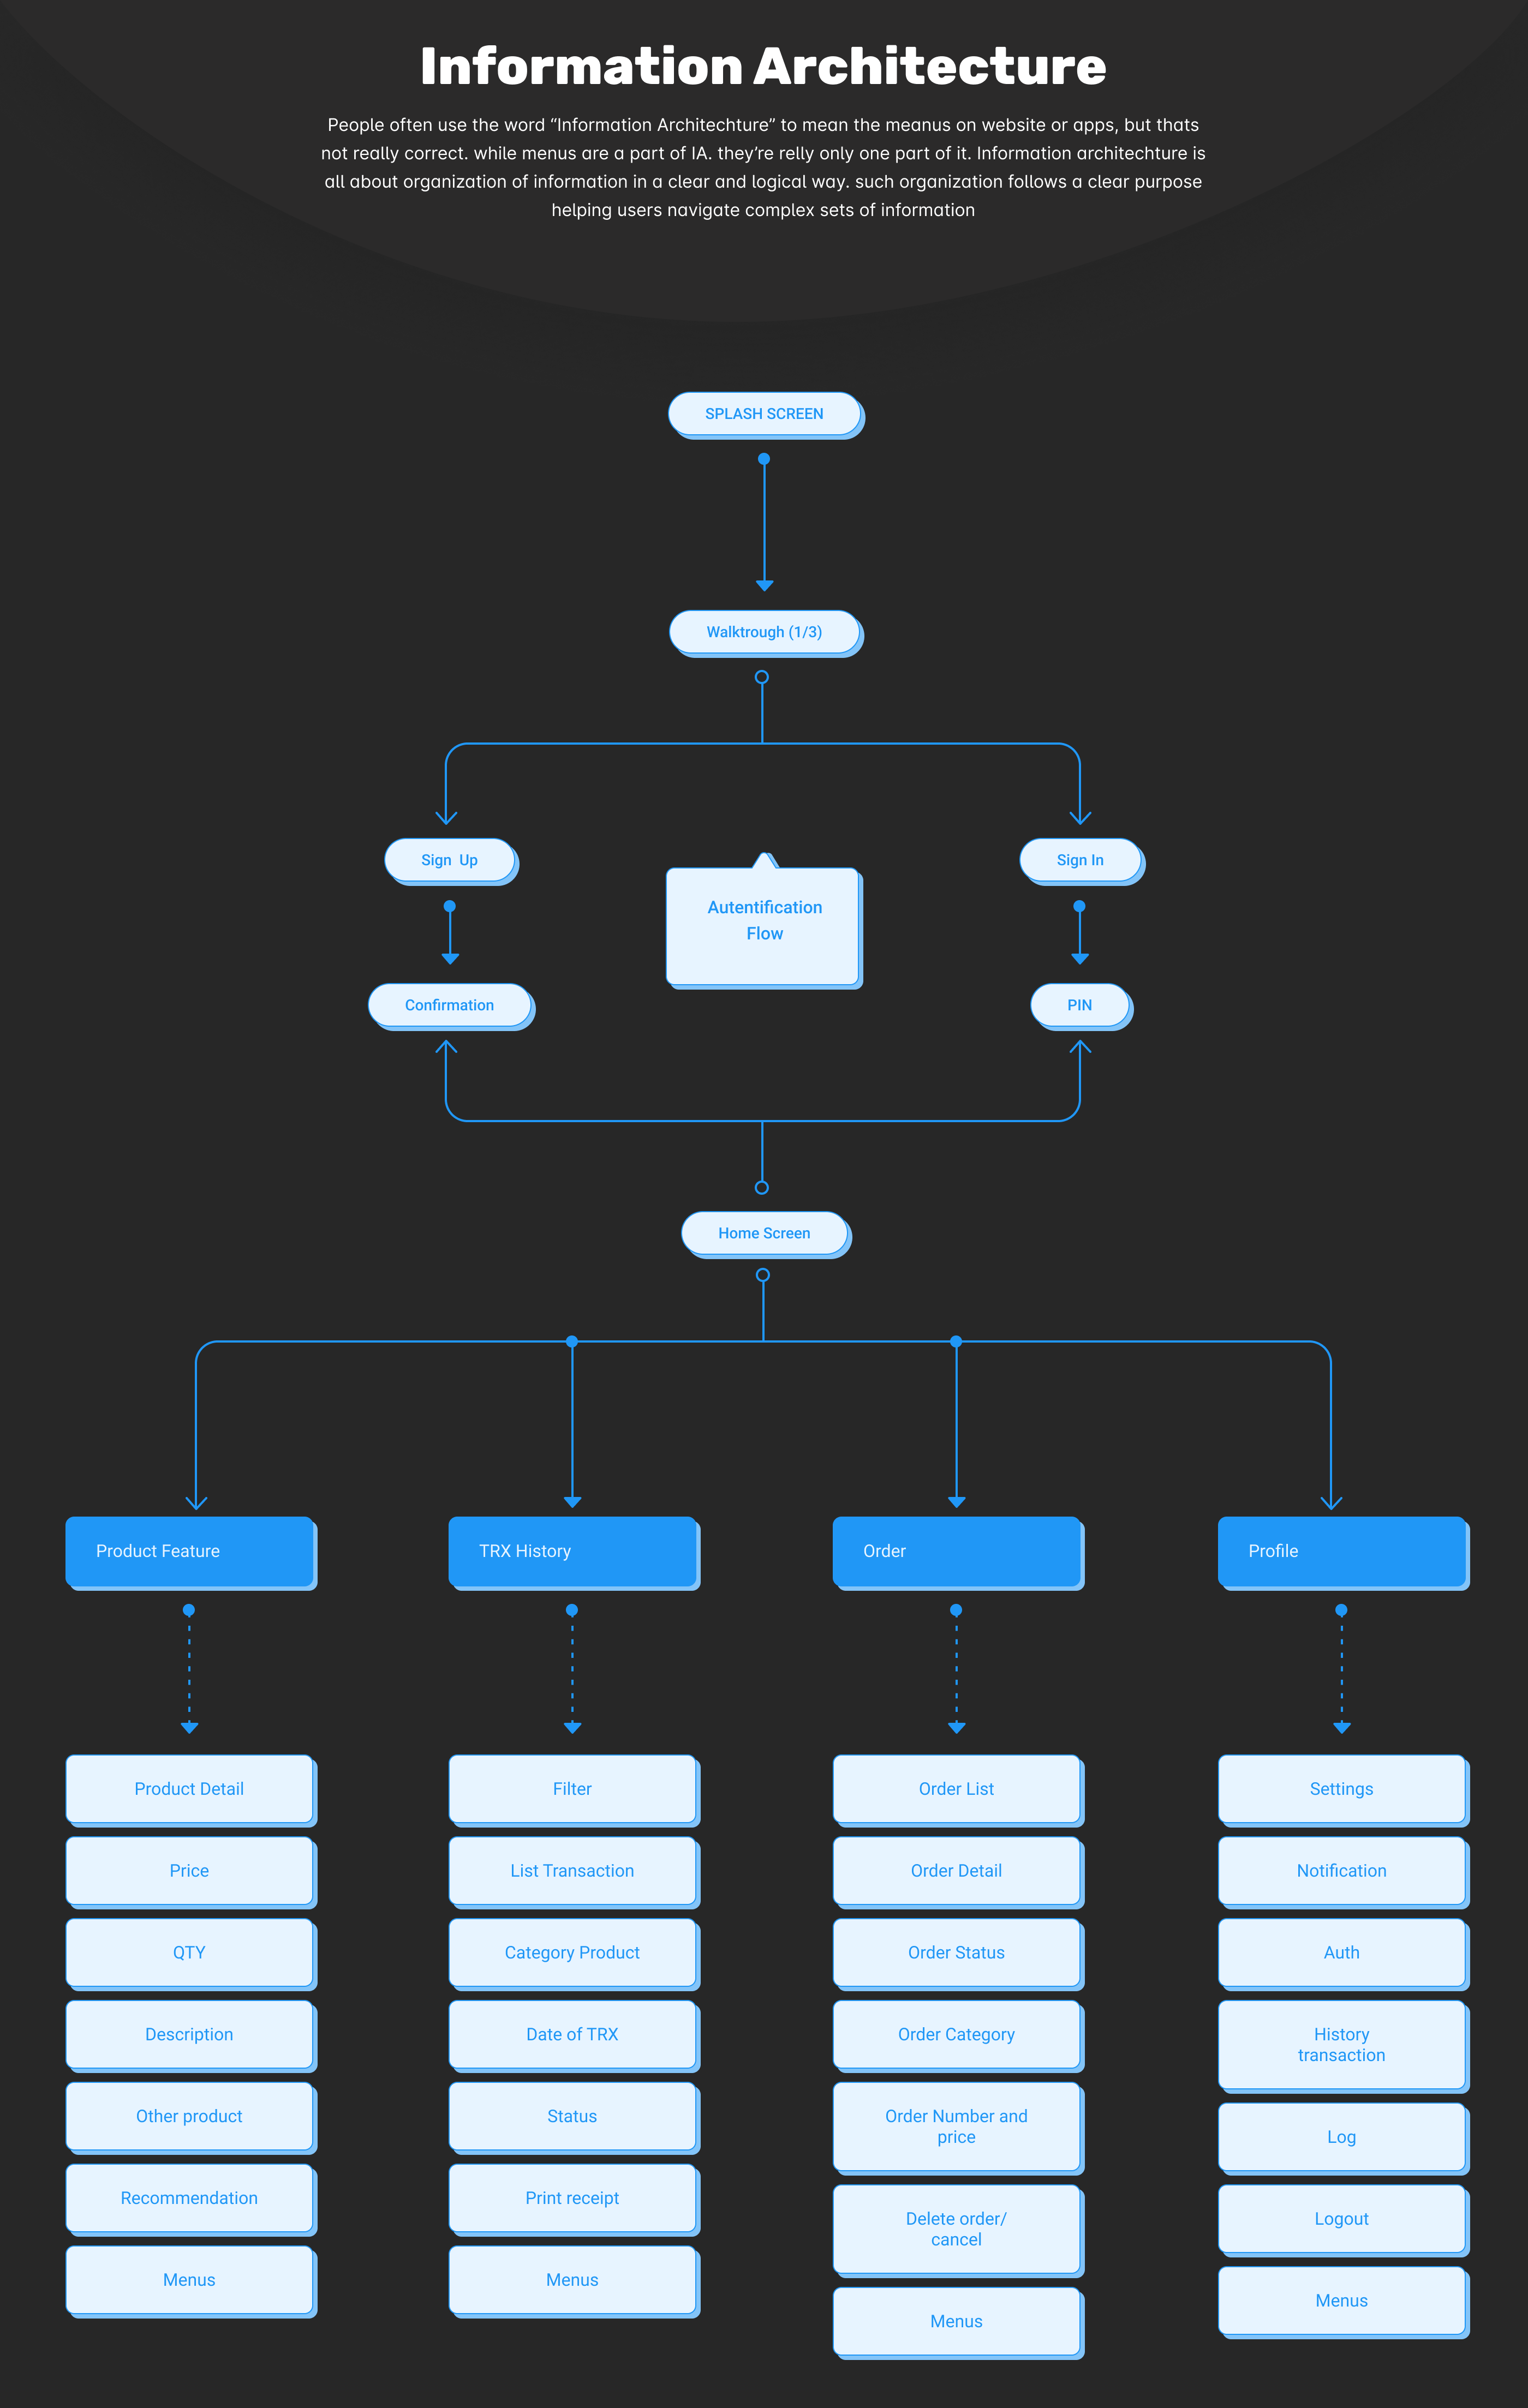 Information Architecture
People often use the word “Information Architechture” to mean the meanus on website or apps, but thats
not really correct. while menus are a part of IA. they’re relly only one part of it. Information architechture is
all about organization of information in a clear and logical way. such organization follows a clear purpose
helping users navigate complex sets of information
SPLASH SCREEN
Walktrough (1/3)
Sign Up
Sign In
Autentification
Flow
Confirmation
PIN
Home Screen
Product Feature
TRX History
Order
Profile
Product Detail
Price
QTY
Description
Other product
Recommendation
Menus
Filter
List Transaction
Category Product
Date of TRX
Status
Print receipt
Menus
Order List
Order Detail
Order Status
Order Category
Order Number and
price
Delete order/
cancel
Menus
Settings
Notification
Auth
History
transaction
Log
Logout
Menus